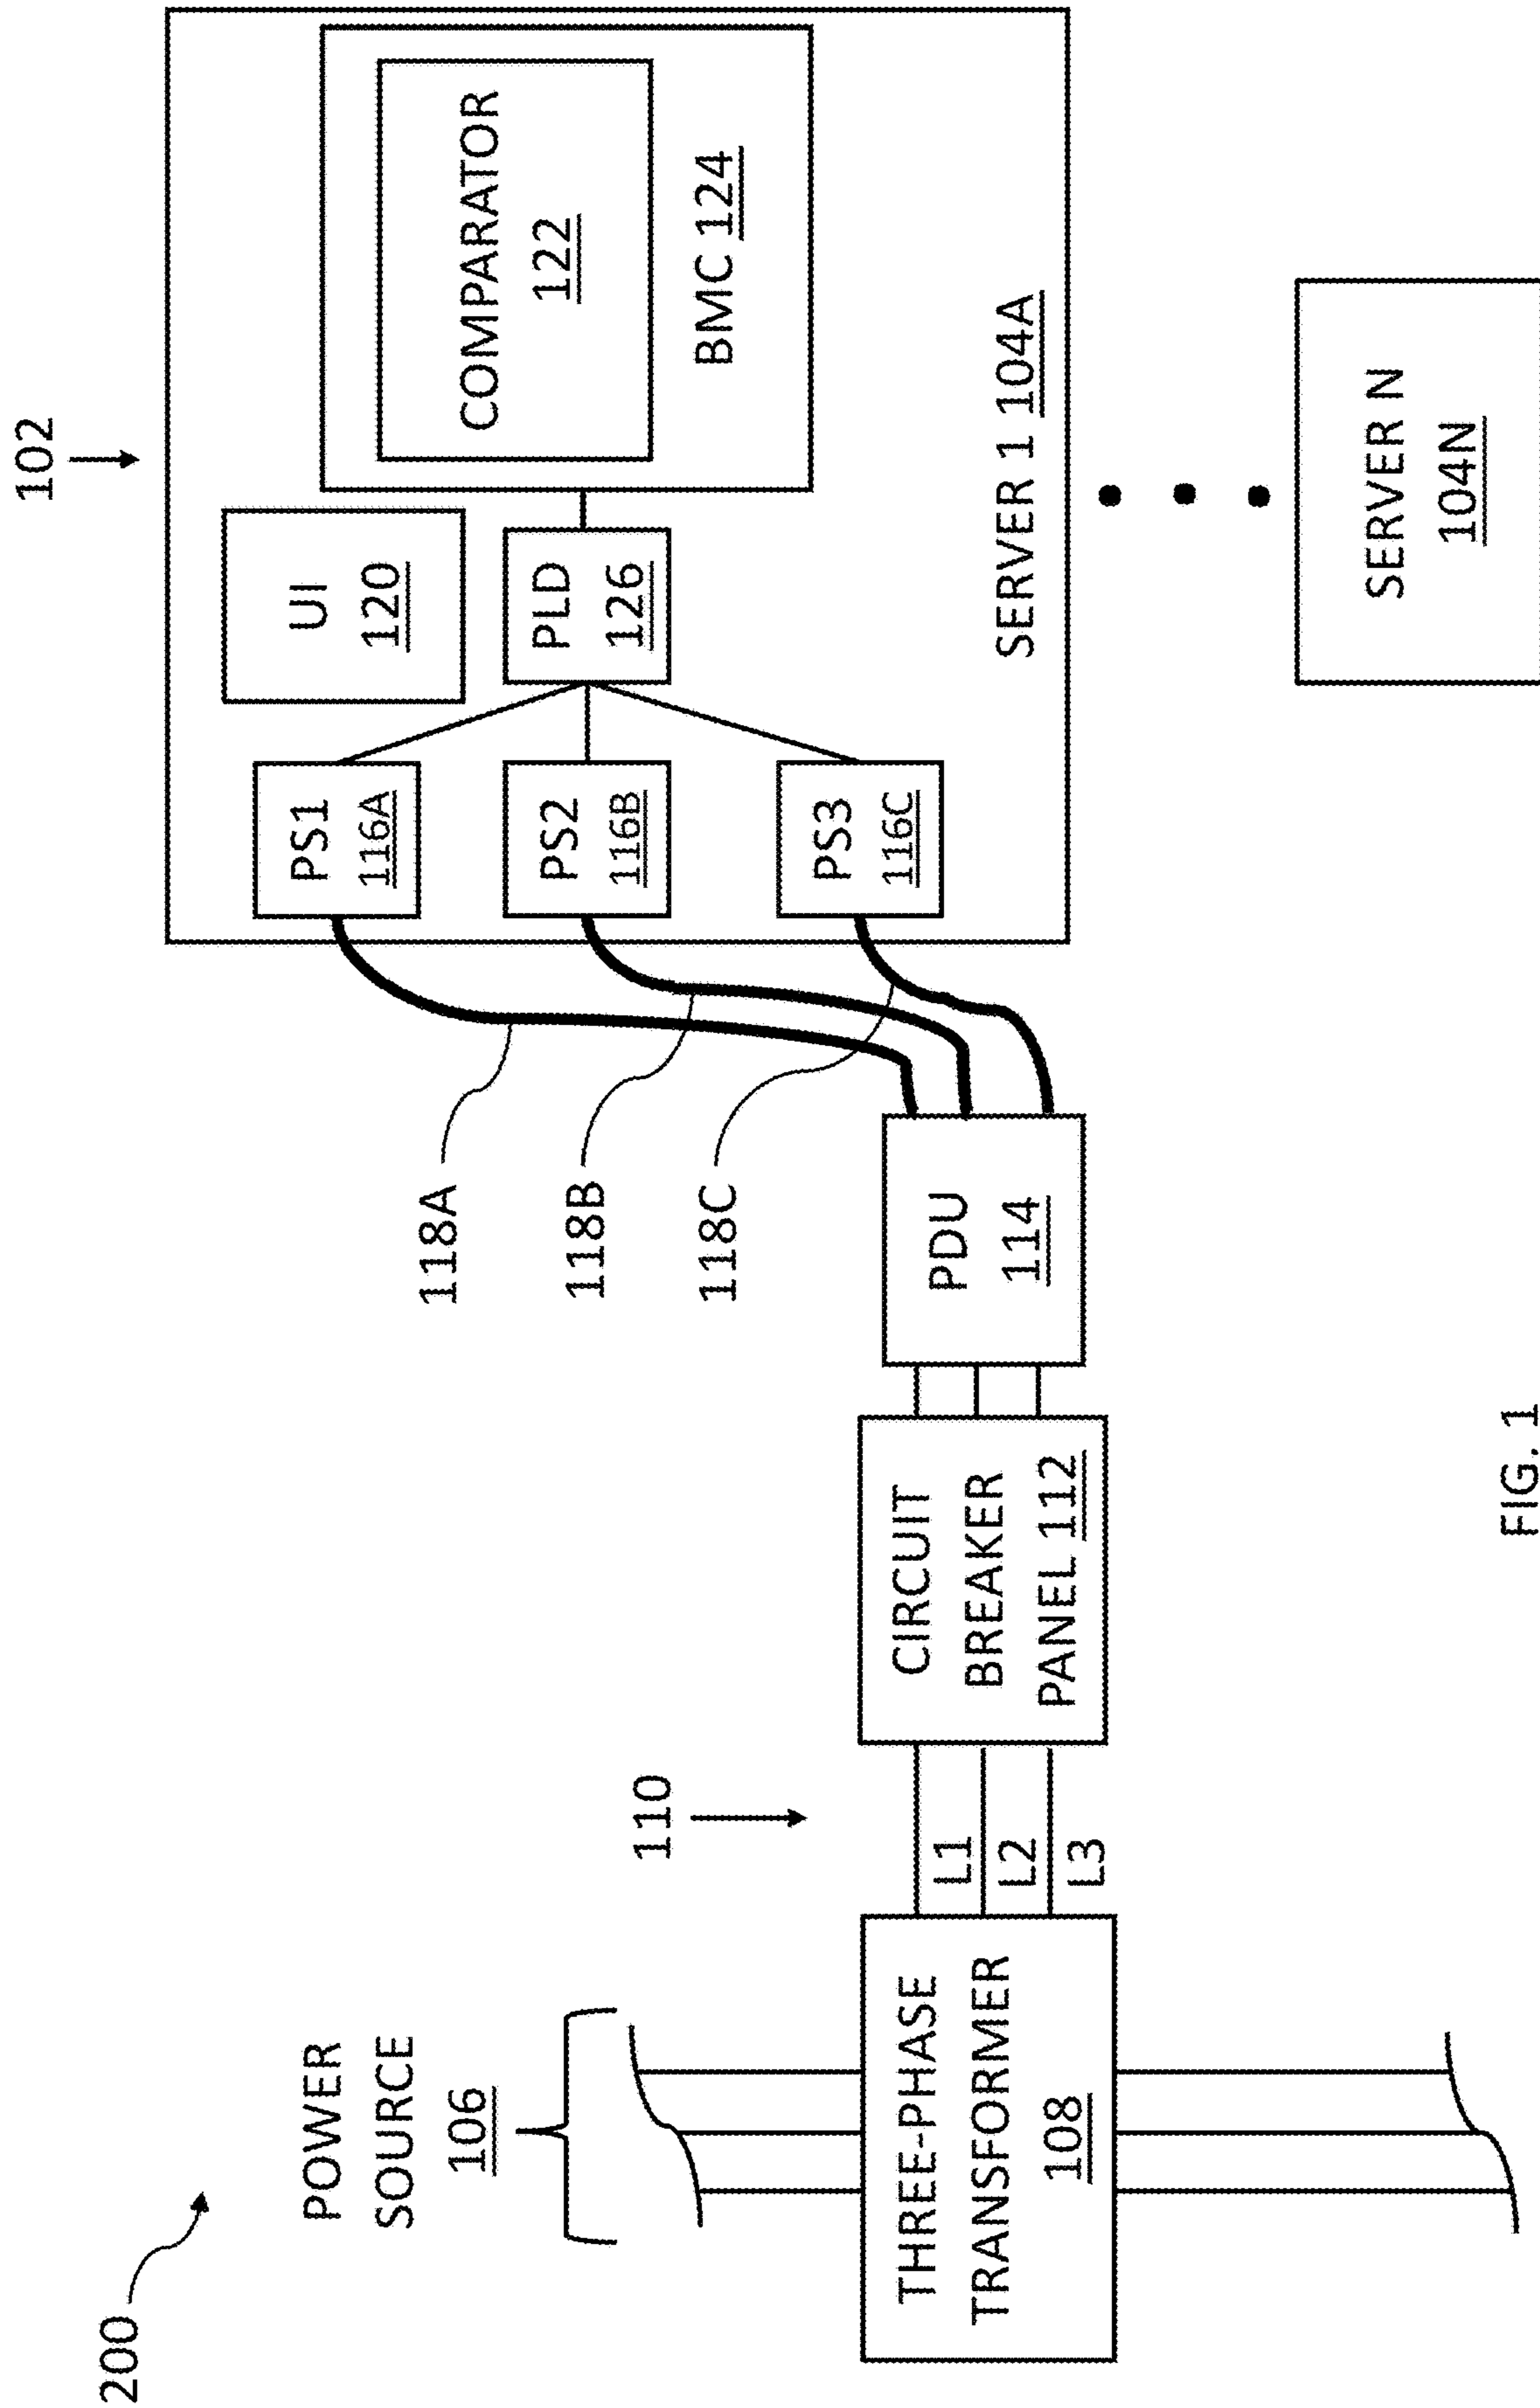 200
POWER
SOURCE
106
THREE-PHASE
TRANSFORMER
108
110
L1
L2
L3
CIRCUIT
BREAKER
PANEL 112
PDU
114
118A
118B
118C
102
PS1
116A
PS2
116B
PS3
116C
UI
120
PLD
126
COMPARATOR
122
BMC 124
SERVER 1 104A
SERVER N
104N
FIG. 1